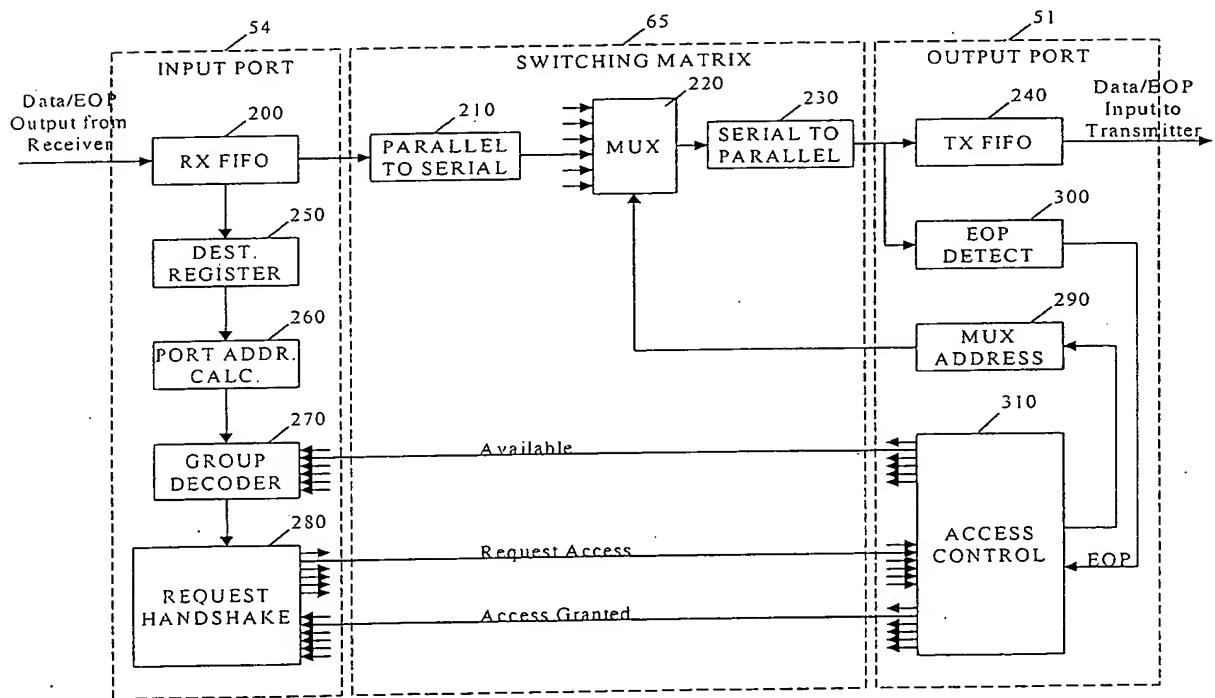 54
65
51
INPUT PORT
SWITCHING MATRIX
OUTPUT PORT
Data/EOP
Output from
Receiver
200
RX FIFO
210
PARALLEL
TO SERIAL
220
MUX
230
SERIAL TO
PARALLEL
240
TX FIFO
Data/EOP
Input to
Transmitter
250
DEST.
REGISTER
300
EOP
DETECT
260
PORT ADDR.
CALC.
290
MUX
ADDRESS
270
GROUP
DECODER
Available
310
ACCESS
CONTROL
EOP
280
REQUEST
HANDSHAKE
Request Access
Access Granted